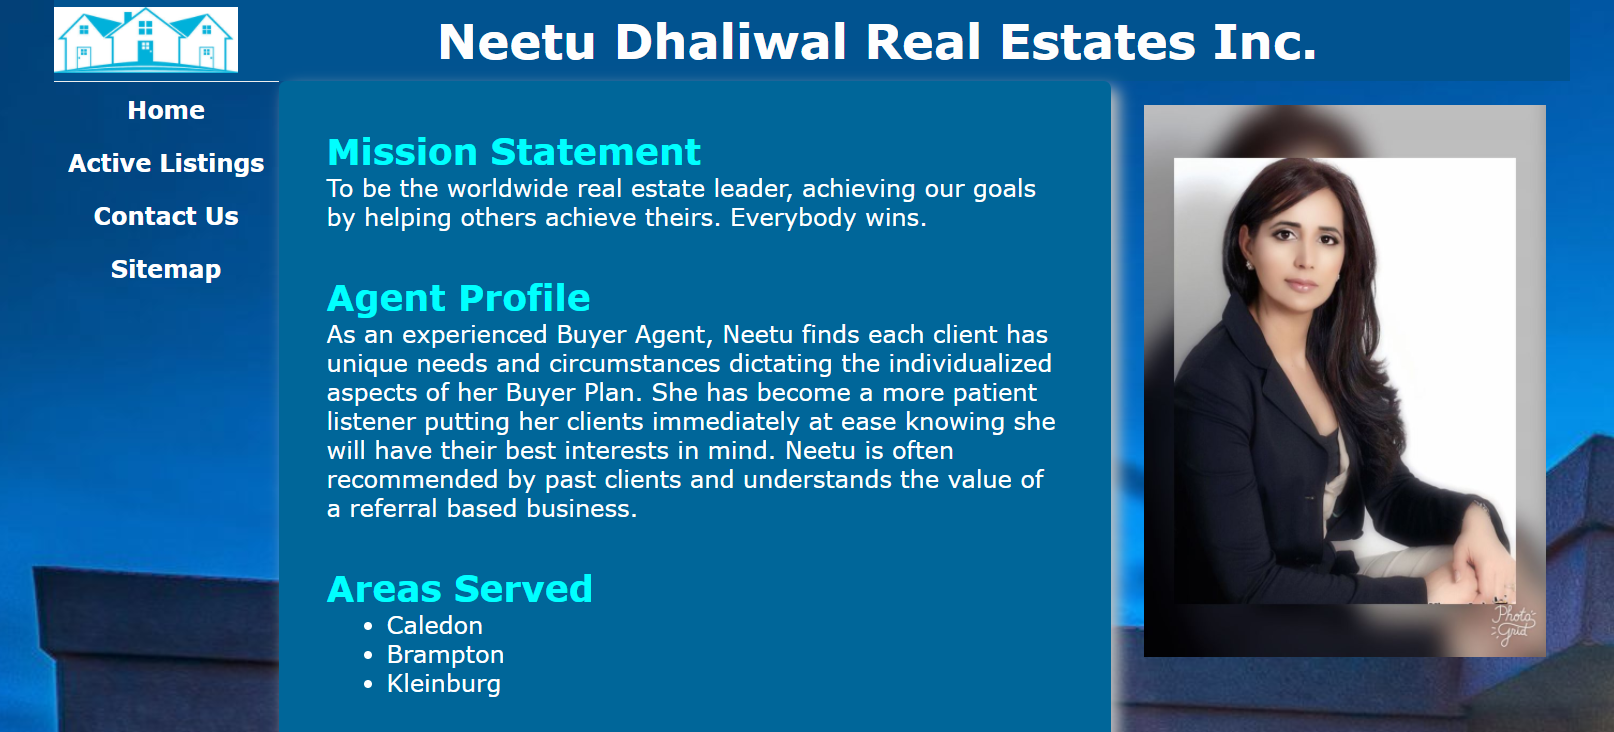 Neetu Dhaliwal Real Estates Inc.
Home
Active Listings
Contact Us
Sitemap
Mission Statement
To be the worldwide real estate leader, achieving our goals
by helping others achieve theirs. Everybody wins.
Agent Profile
As an experienced Buyer Agent, Neetu finds each client has
unique needs and circumstances dictating the individualized
aspects of her Buyer Plan. She has become a more patient
listener putting her clients immediately at ease knowing she
will have their best interests in mind. Neetu is often
recommended by past clients and understands the value of
a referral based business.
Areas Served
• Caledon
• Brampton
• Kleinburg
Photo
Grid